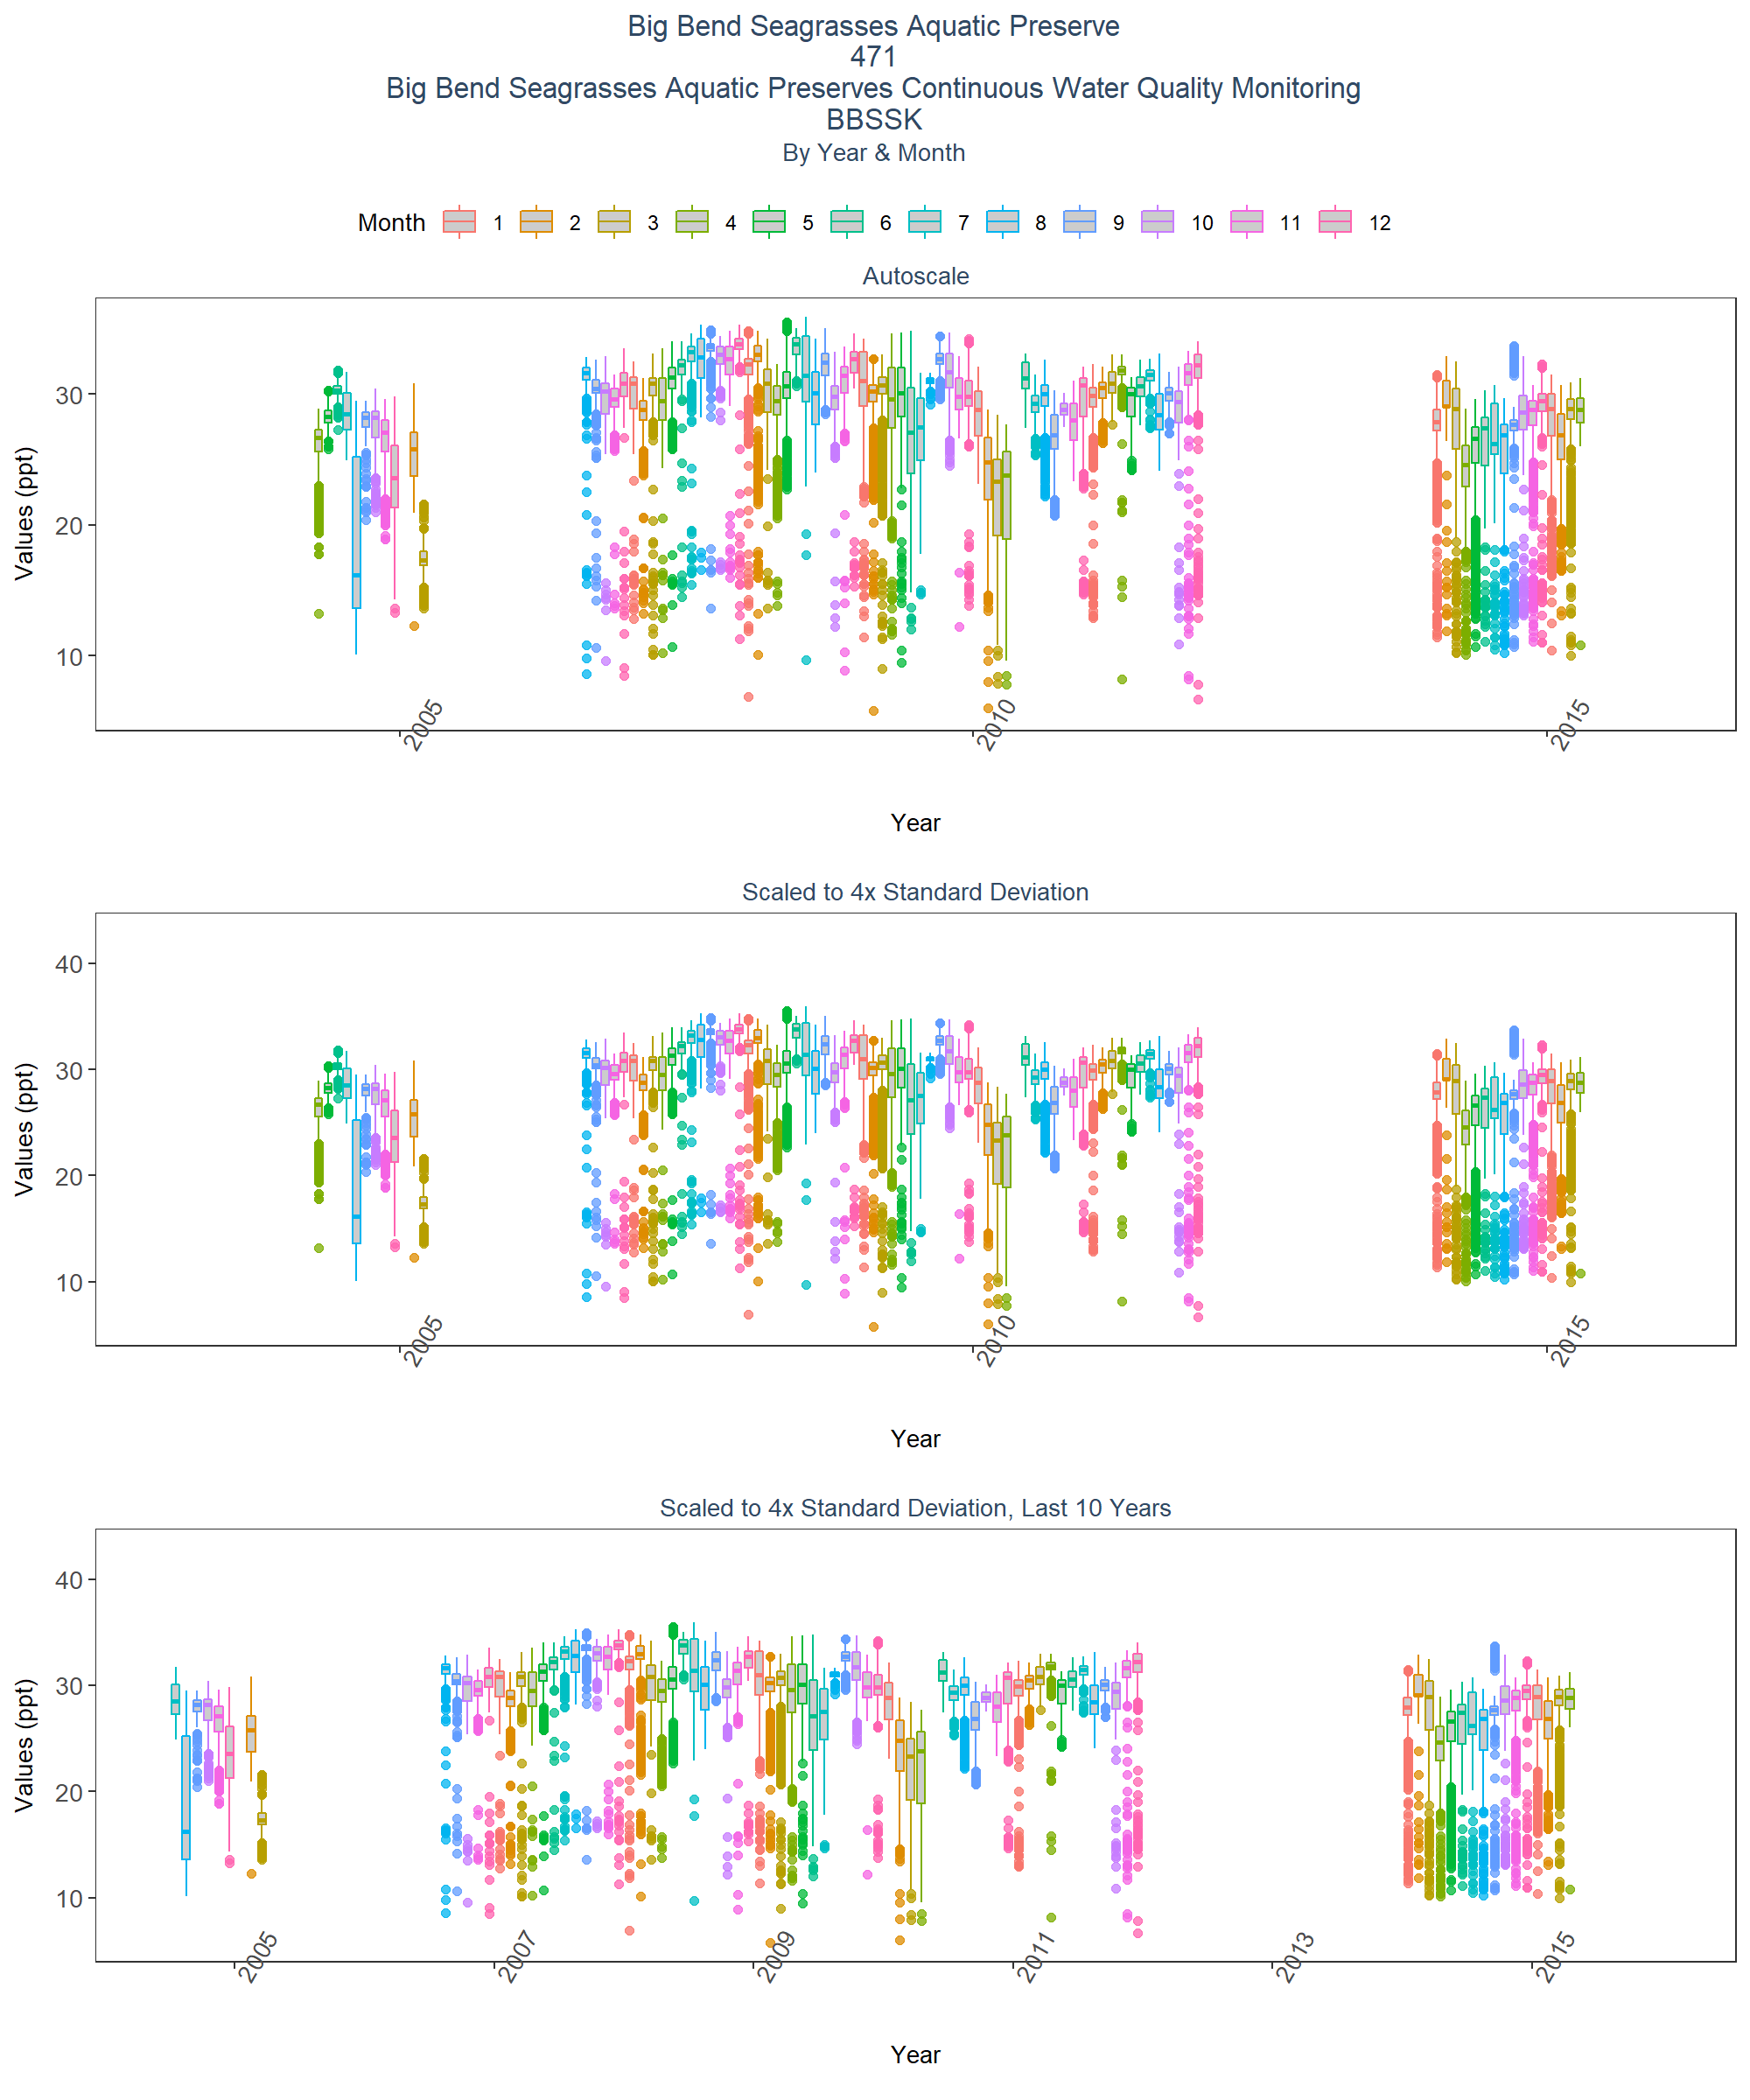 Big Bend Seagrasses Aquatic Preserve
471
Big Bend Seagrasses Aquatic Preserves Continuous Water Quality Monitoring
BBSSK
By Year & Month
Month 1 2 3 4 5 6 7 8 9 10 11 12
Autoscale
Values (ppt)
30
20
10
2005 2010 2015
Year
Scaled to 4x Standard Deviation
Values (ppt)
40
30
20
10
2005 2010 2015
Year
Scaled to 4x Standard Deviation, Last 10 Years
Values (ppt)
40
30
20
10
2005 2007 2009 2011 2013 2015
Year